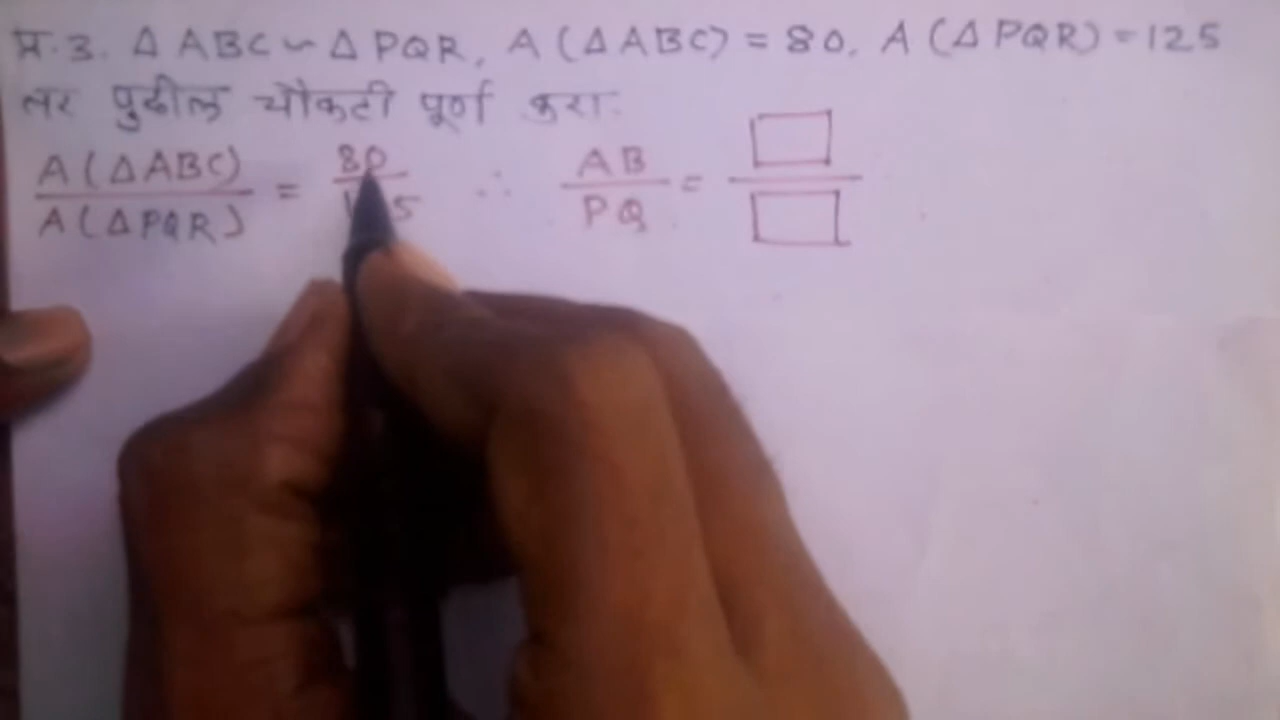 प्र.3. Δ ABC ~ Δ PQR, A (Δ ABC) = 80, A (Δ PQR) = 125
तर पुढील चौकटी पूर्ण करा.
A (Δ ABC) / A (Δ PQR) = 80 / 125 ∴ AB / PQ = □ / □